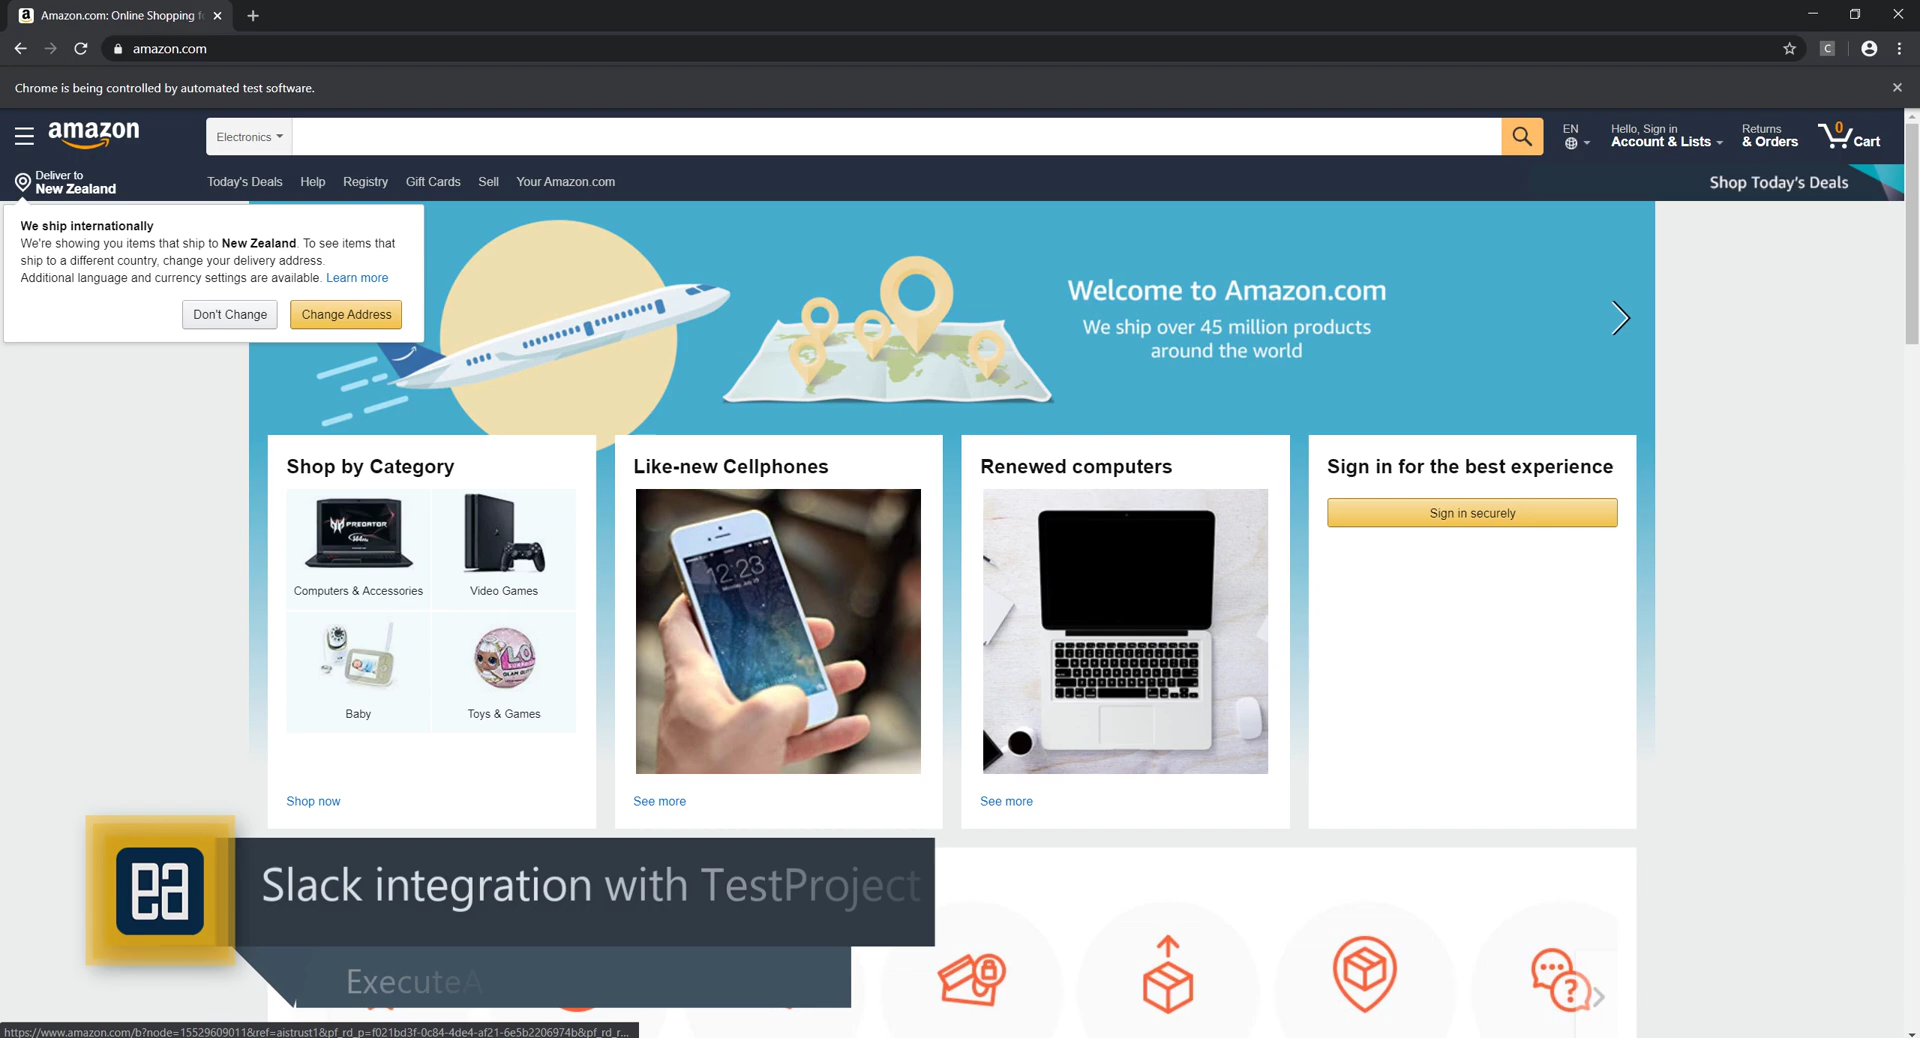 Amazon.com: Online Shopping f
amazon.com
C
Chrome is being controlled by automated test software.
amazon
Electronics
EN
Hello, Sign in
Account & Lists
Returns
& Orders
0
Cart
Deliver to
New Zealand
Today's Deals
Help
Registry
Gift Cards
Sell
Your Amazon.com
Shop Today's Deals
We ship internationally
We're showing you items that ship to New Zealand. To see items that
ship to a different country, change your delivery address.
Additional language and currency settings are available. Learn more
Don't Change
Change Address
Welcome to Amazon.com
We ship over 45 million products
around the world
Shop by Category
PREDATOR
Computers & Accessories
Video Games
Baby
Toys & Games
Shop now
Like-new Cellphones
12:23
See more
Renewed computers
See more
Sign in for the best experience
Sign in securely
ea
Slack integration with TestProject
ExecuteA
https://www.amazon.com/b?node=15529609011&ref=aistrust1&pf_rd_p=f021bd3f-0c84-4de4-af21-6e5b2206974b&pf_rd_r...